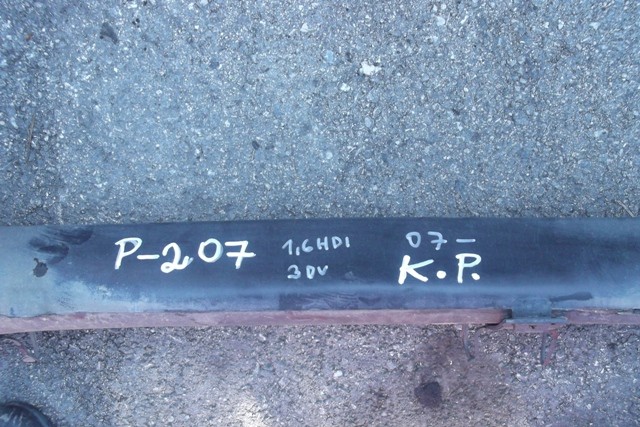 P-207 1,6HDI 07-
3DV K.P.